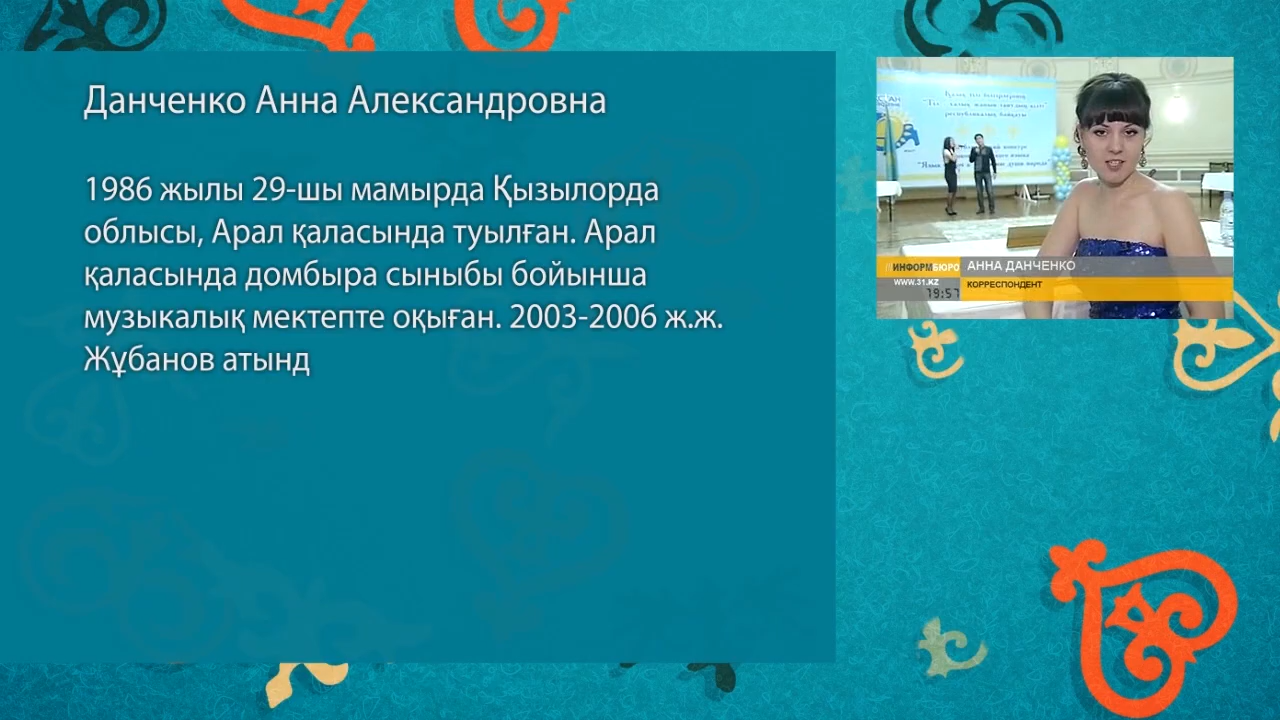 Данченко Анна Александровна
1986 жылы 29-шы мамырда Қызылорда
облысы, Арал қаласында туылған. Арал
қаласында домбыра сыныбы бойынша
музыкалық мектепте оқыған. 2003-2006 ж.ж.
Жұбанов атынд
ИНФОРМБЮРО
АННА ДАНЧЕНКО
WWW.31.KZ
КОРРЕСПОНДЕНТ
19:57